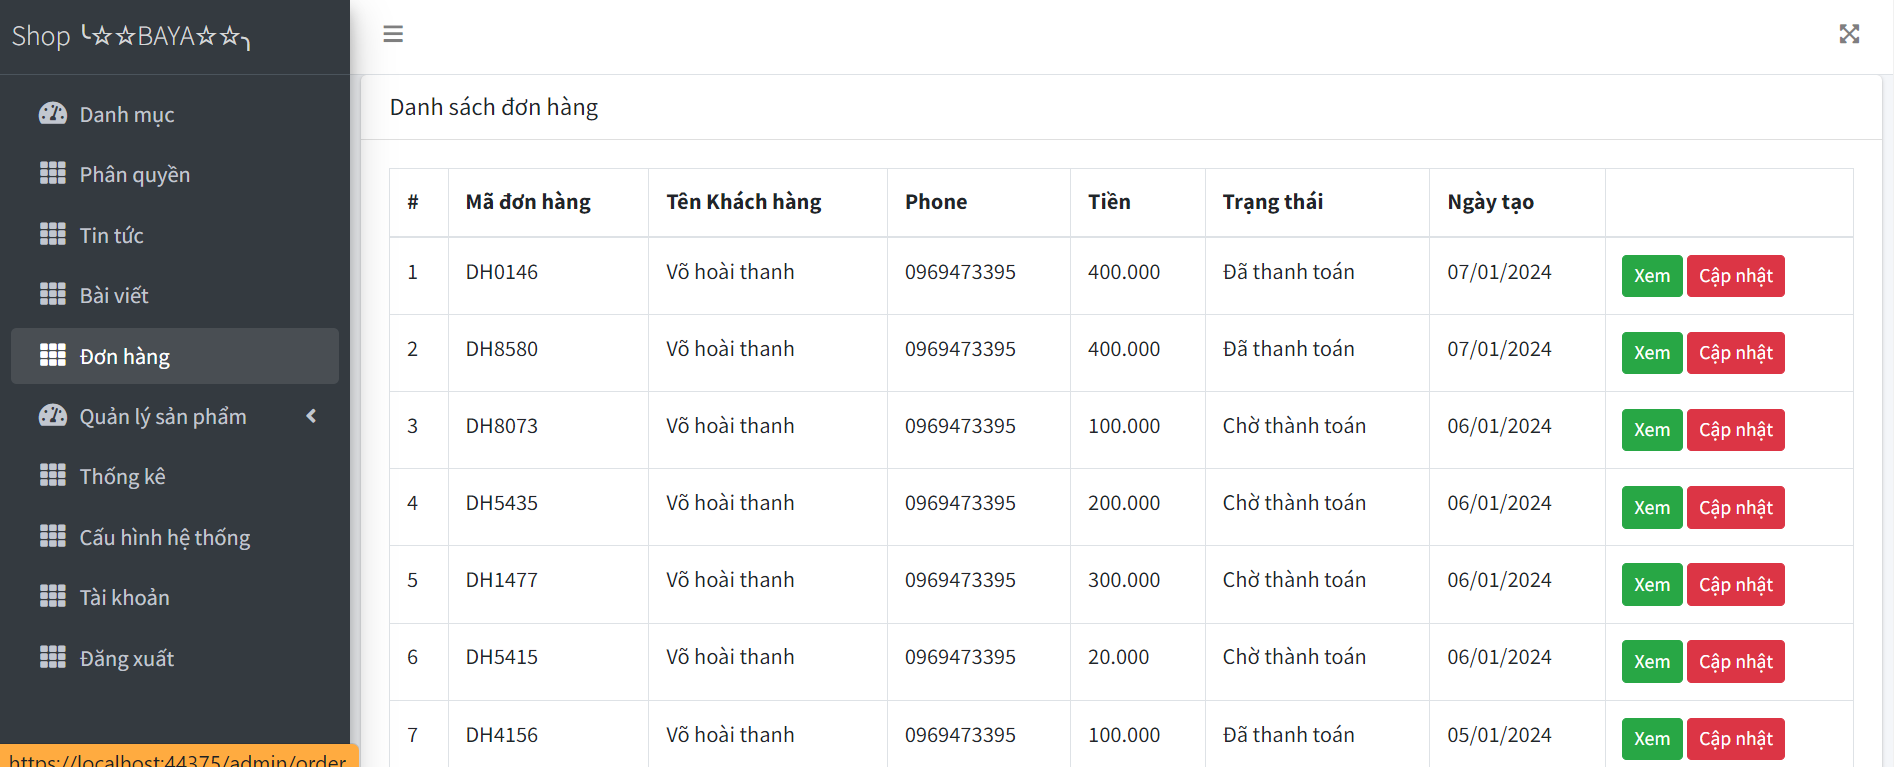 Shop ╰☆☆BAYA☆☆╮
Danh mục
Phân quyền
Tin tức
Bài viết
Đơn hàng
Quản lý sản phẩm
Thống kê
Cấu hình hệ thống
Tài khoản
Đăng xuất
https://localhost:44375/admin/order
Danh sách đơn hàng
# Mã đơn hàng Tên Khách hàng Phone Tiền Trạng thái Ngày tạo
1 DH0146 Võ hoài thanh 0969473395 400.000 Đã thanh toán 07/01/2024 Xem Cập nhật
2 DH8580 Võ hoài thanh 0969473395 400.000 Đã thanh toán 07/01/2024 Xem Cập nhật
3 DH8073 Võ hoài thanh 0969473395 100.000 Chờ thành toán 06/01/2024 Xem Cập nhật
4 DH5435 Võ hoài thanh 0969473395 200.000 Chờ thành toán 06/01/2024 Xem Cập nhật
5 DH1477 Võ hoài thanh 0969473395 300.000 Chờ thành toán 06/01/2024 Xem Cập nhật
6 DH5415 Võ hoài thanh 0969473395 20.000 Chờ thành toán 06/01/2024 Xem Cập nhật
7 DH4156 Võ hoài thanh 0969473395 100.000 Đã thanh toán 05/01/2024 Xem Cập nhật